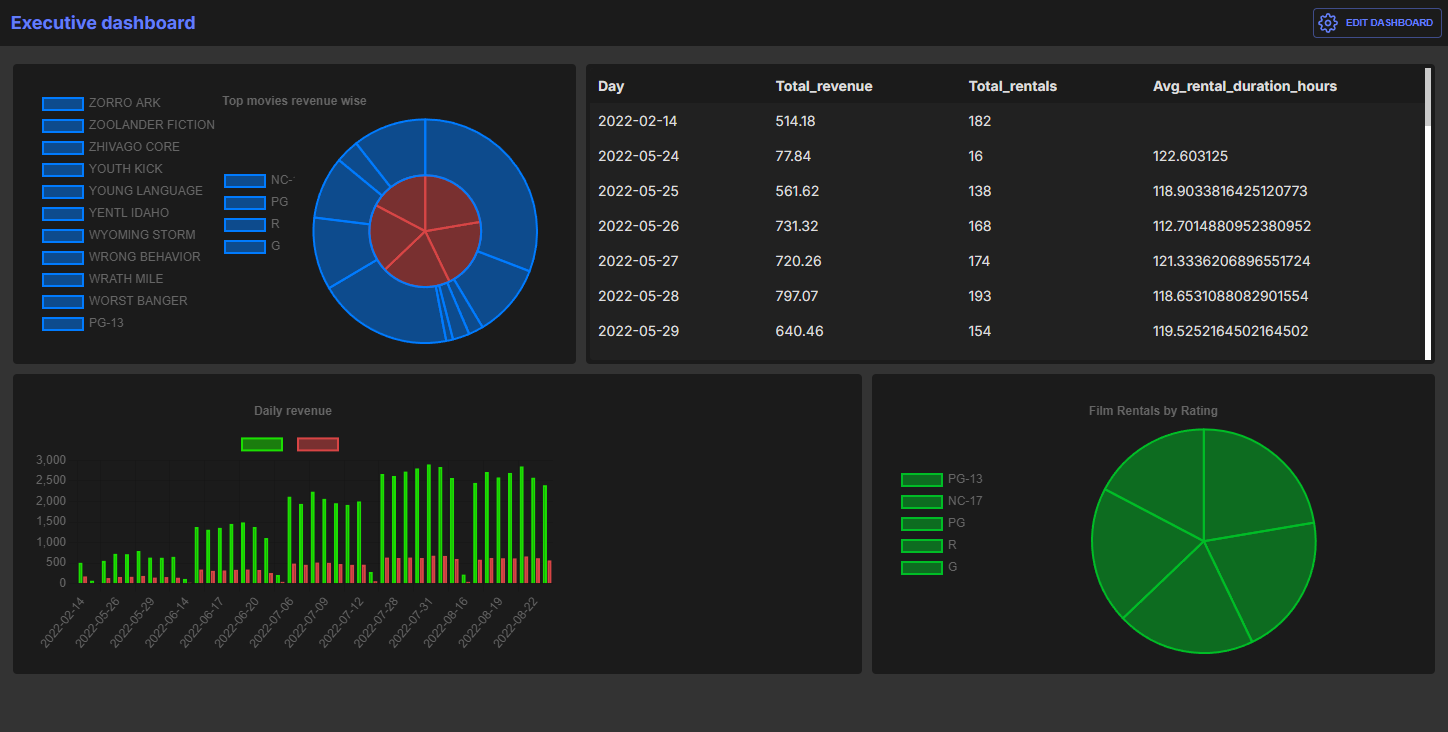 Executive dashboard
EDIT DASHBOARD
Top movies revenue wise
ZORRO ARK
ZOOLANDER FICTION
ZHIVAGO CORE
YOUTH KICK
YOUNG LANGUAGE
YENTL IDAHO
WYOMING STORM
WRONG BEHAVIOR
WRATH MILE
WORST BANGER
PG-13
NC-
PG
R
G
Day Total_revenue Total_rentals Avg_rental_duration_hours
2022-02-14 514.18 182
2022-05-24 77.84 16 122.603125
2022-05-25 561.62 138 118.9033816425120773
2022-05-26 731.32 168 112.7014880952380952
2022-05-27 720.26 174 121.3336206896551724
2022-05-28 797.07 193 118.6531088082901554
2022-05-29 640.46 154 119.5252164502164502
Daily revenue
3,000
2,500
2,000
1,500
1,000
500
0
2022-02-14 2022-05-26 2022-05-29 2022-06-14 2022-06-17 2022-06-20 2022-07-06 2022-07-09 2022-07-12 2022-07-28 2022-07-31 2022-08-16 2022-08-19 2022-08-22
Film Rentals by Rating
PG-13
NC-17
PG
R
G